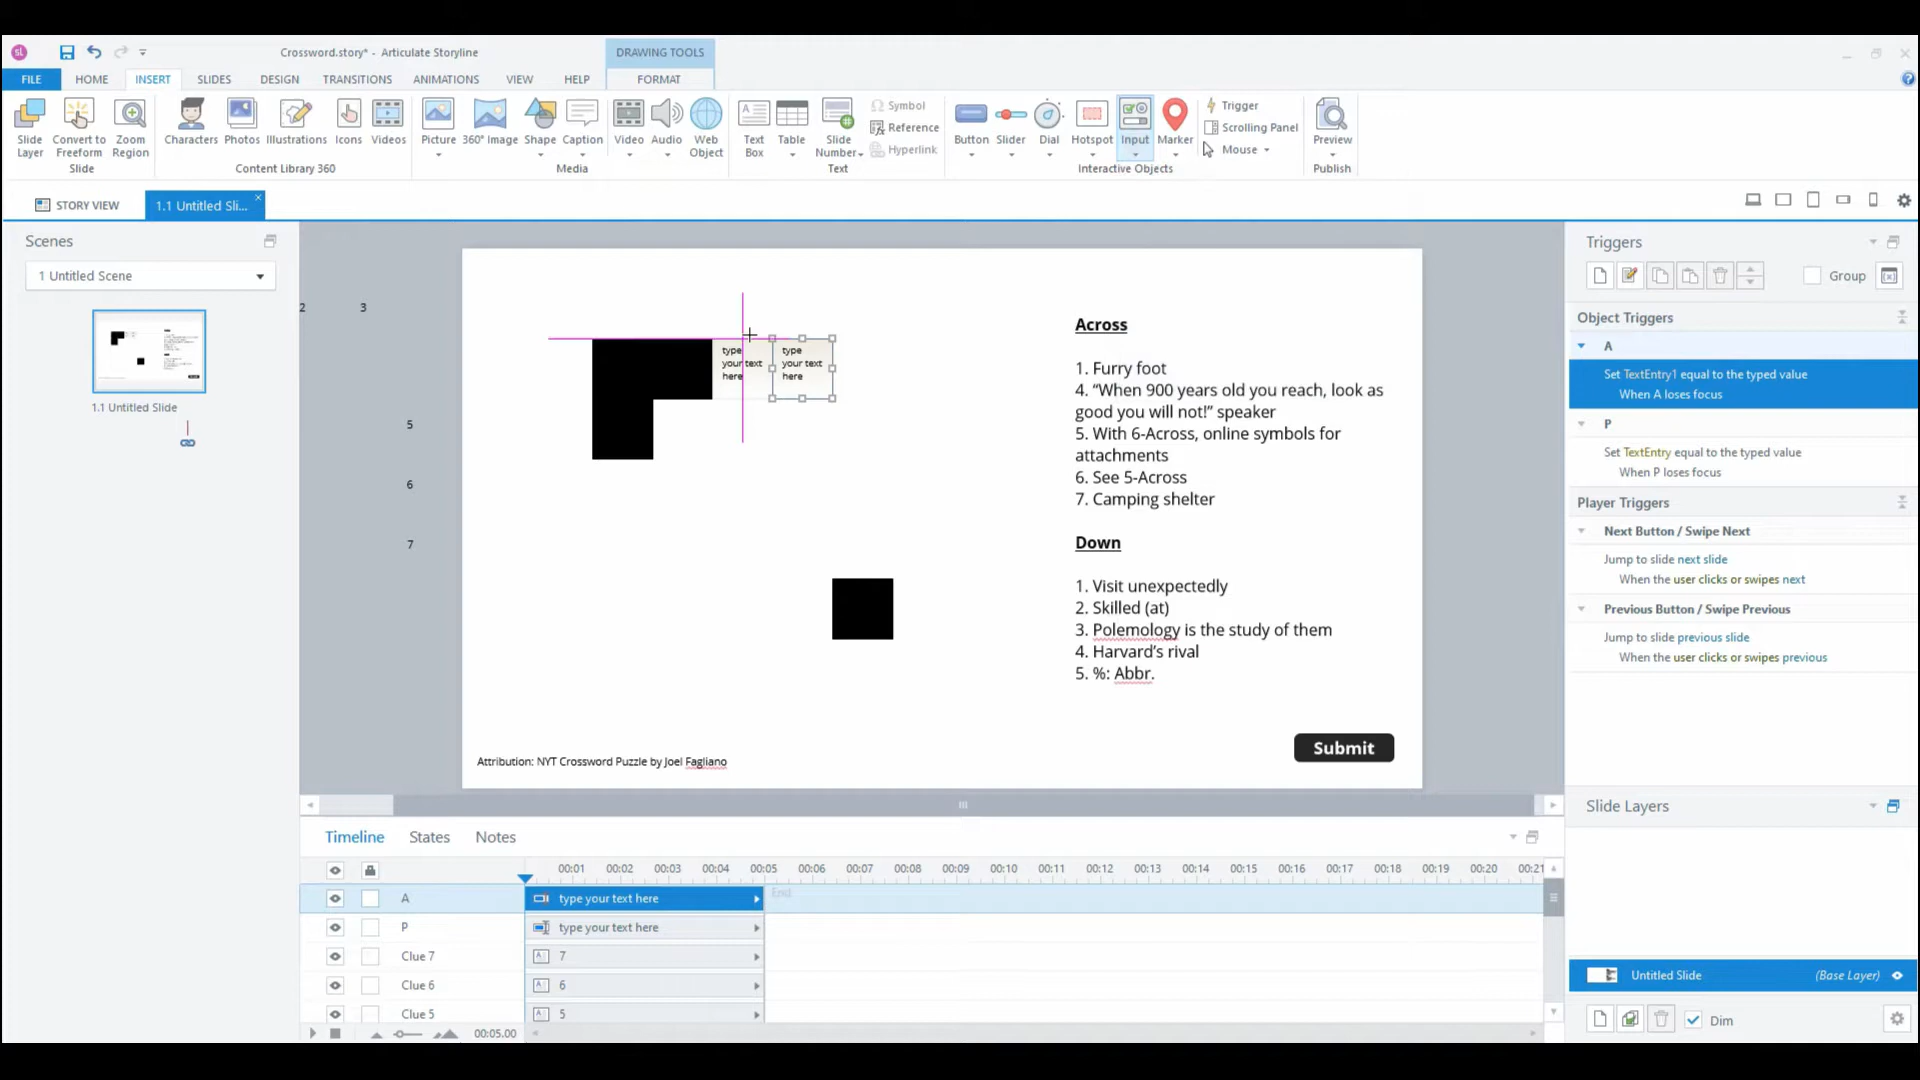 sl
Crossword.story* - Articulate Storyline
DRAWING TOOLS
FILE
HOME
INSERT
SLIDES
DESIGN
TRANSITIONS
ANIMATIONS
VIEW
HELP
FORMAT
Slide Layer
Convert to Freeform
Zoom Region
Characters
Photos
Illustrations
Icons
Videos
Picture
360° Image
Shape
Caption
Video
Audio
Web Object
Text Box
Table
Slide Number
Symbol
Reference
Hyperlink
Button
Slider
Dial
Hotspot
Input
Marker
Trigger
Scrolling Panel
Mouse
Preview
Slide
Content Library 360
Media
Text
Interactive Objects
Publish
STORY VIEW
1.1 Untitled Sli...
Scenes
1 Untitled Scene
1.1 Untitled Slide
2
3
5
6
7
type your text here
type your text here
Across
1. Furry foot
4. “When 900 years old you reach, look as
good you will not!” speaker
5. With 6-Across, online symbols for
attachments
6. See 5-Across
7. Camping shelter
Down
1. Visit unexpectedly
2. Skilled (at)
3. Polemology is the study of them
4. Harvard’s rival
5. %: Abbr.
Submit
Attribution: NYT Crossword Puzzle by Joel Fagliano
Triggers
Group
Object Triggers
A
Set TextEntry1 equal to the typed value
When A loses focus
P
Set TextEntry equal to the typed value
When P loses focus
Player Triggers
Next Button / Swipe Next
Jump to slide next slide
When the user clicks or swipes next
Previous Button / Swipe Previous
Jump to slide previous slide
When the user clicks or swipes previous
Slide Layers
Untitled Slide
(Base Layer)
Dim
Timeline
States
Notes
00:01 00:02 00:03 00:04 00:05 00:06 00:07 00:08 00:09 00:10 00:11 00:12 00:13 00:14 00:15 00:16 00:17 00:18 00:19 00:20 00:21
A
type your text here
End
P
type your text here
Clue 7
7
Clue 6
6
Clue 5
5
00:05.00